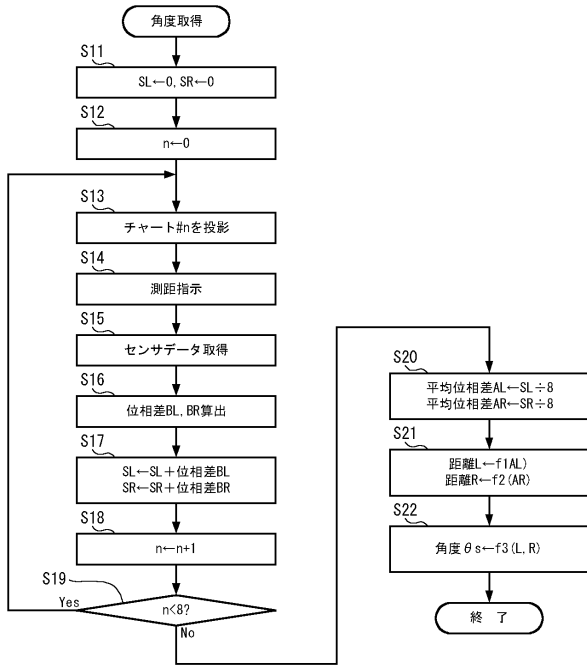 角度取得
S11
SL←0,SR←0
S12
n←0
S13
チャート#nを投影
S14
測距指示
S15
センサデータ取得
S16
位相差BL,BR算出
S17
SL←SL＋位相差BL
SR←SR＋位相差BR
S18
n←n+1
S19
n<8?
Yes
No
S20
平均位相差AL←SL÷8
平均位相差AR←SR÷8
S21
距離L←f1AL)
距離R←f2(AR)
S22
角度θs←f3(L,R)
終 了